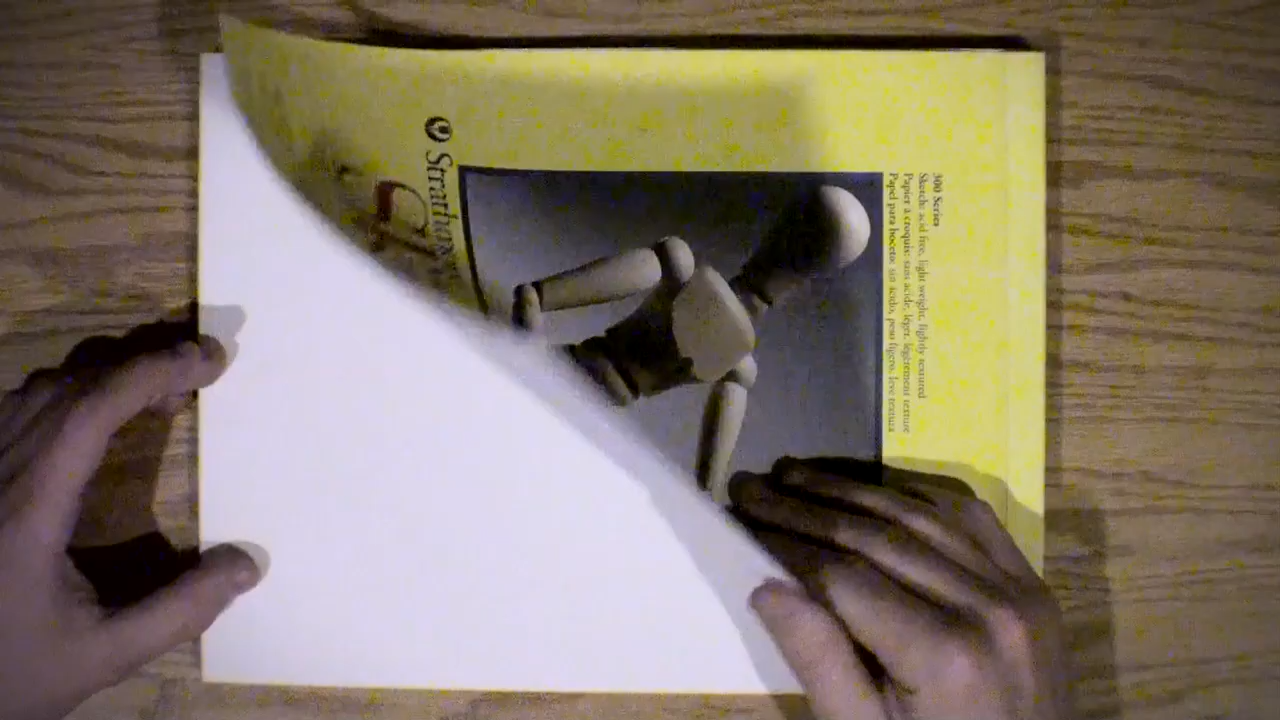 Strathmore
300 Series
Sketch: acid free, light weight, lightly textured
Papier à croquis: sans acide, léger, légèrement texturé
Papel para boceto: sin ácido, peso ligero, leve textura